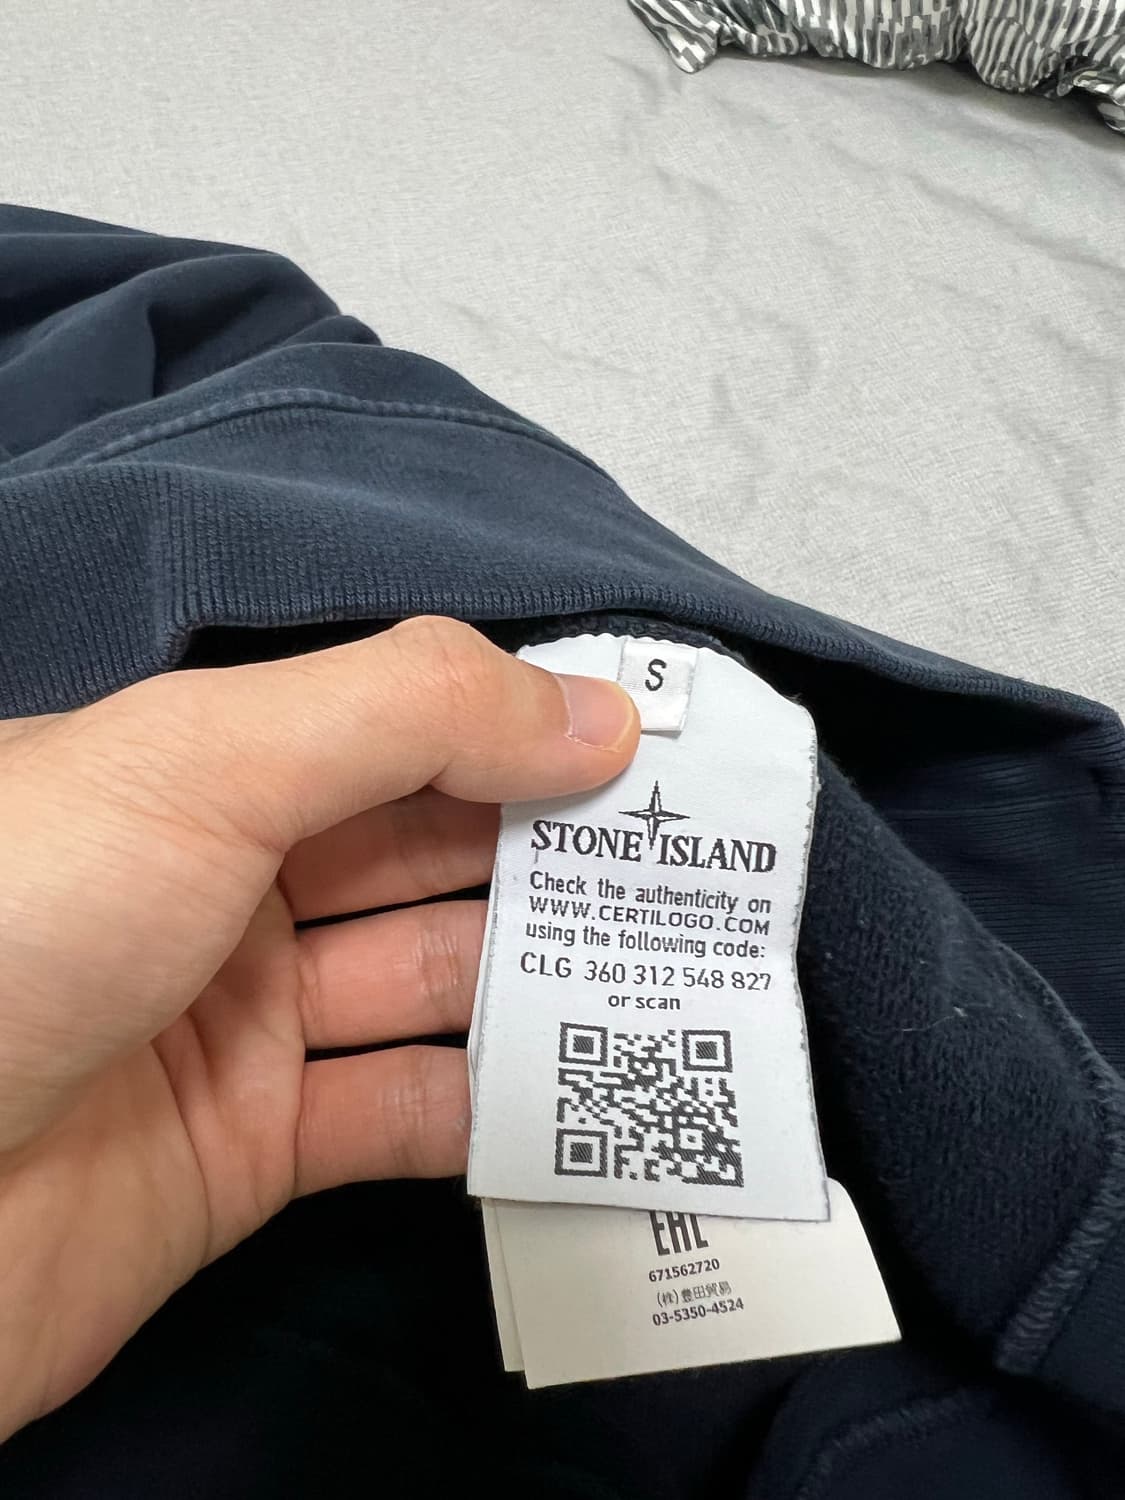 S
STONE ISLAND
Check the authenticity on
WWW.CERTILOGO.COM
using the following code:
CLG 360 312 548 827
or scan
EAC
671562720
(株)豊田貿易
03-5350-4524